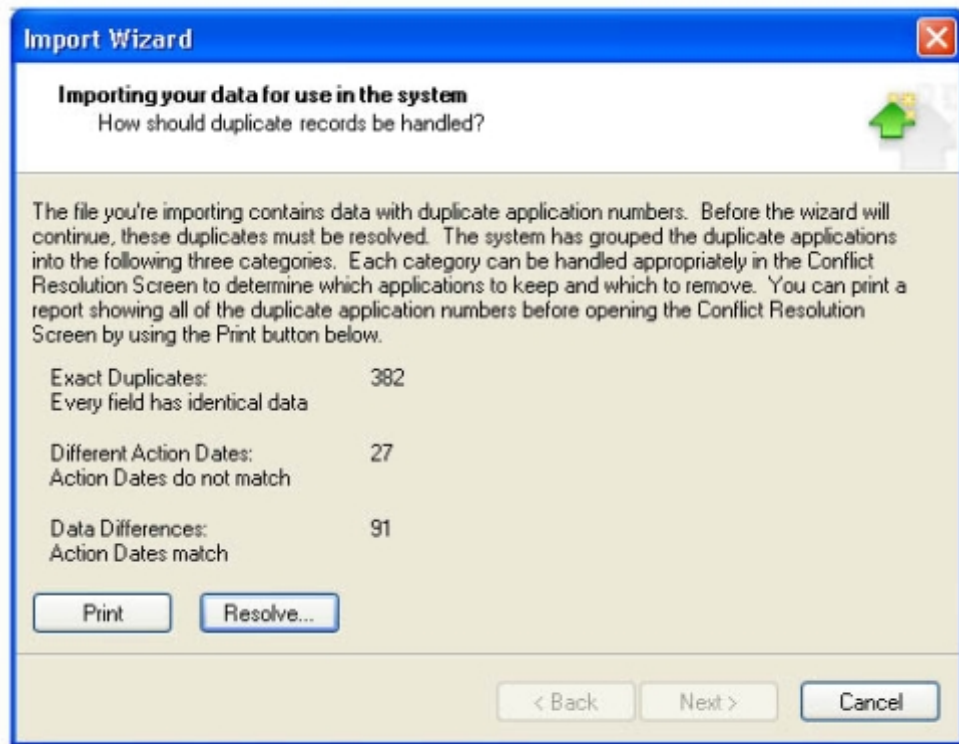 Import Wizard
Importing your data for use in the system
How should duplicate records be handled?
The file you're importing contains data with duplicate application numbers.  Before the wizard will
continue, these duplicates must be resolved.  The system has grouped the duplicate applications
into the following three categories.  Each category can be handled appropriately in the Conflict
Resolution Screen to determine which applications to keep and which to remove.  You can print a
report showing all of the duplicate application numbers before opening the Conflict Resolution
Screen by using the Print button below.
Exact Duplicates: 382
Every field has identical data
Different Action Dates: 27
Action Dates do not match
Data Differences: 91
Action Dates match
Print Resolve...
< Back Next > Cancel